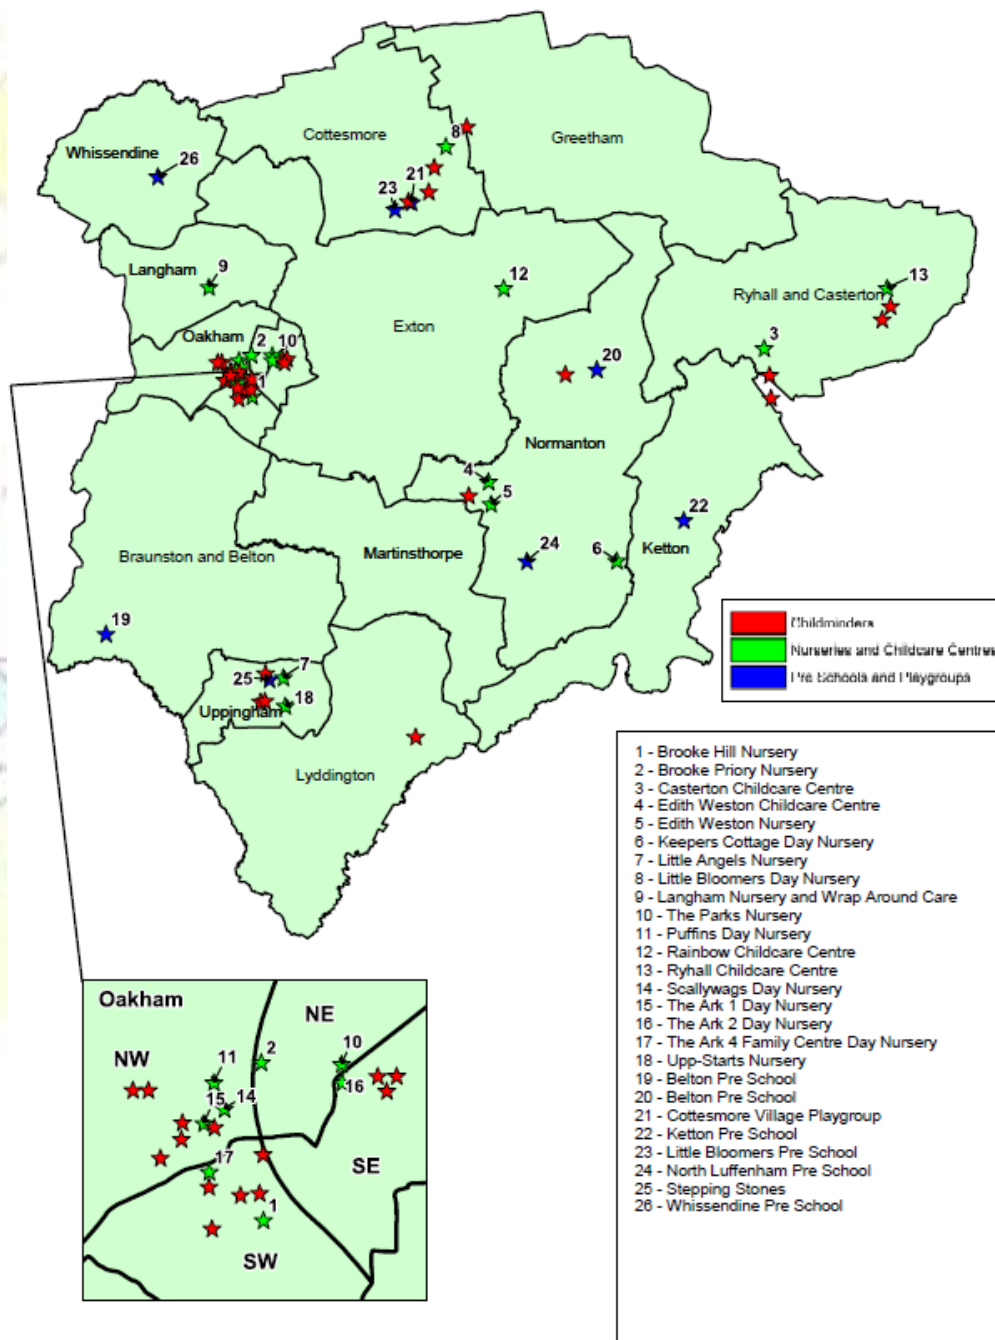 8
Cottesmore
Greetham
Whissendine
26
21
23
Langham
9
12
13
Ryhall and Casterton
Exton
Oakham
2
10
3
20
1
Normanton
4
5
22
Braunston and Belton
Martinsthorpe
24
6
Ketton
19
Childminders
Nurseries and Childcare Centres
Pre Schools and Playgroups
7
25
18
Uppingham
Lyddington
1 - Brooke Hill Nursery
2 - Brooke Priory Nursery
3 - Casterton Childcare Centre
4 - Edith Weston Childcare Centre
5 - Edith Weston Nursery
6 - Keepers Cottage Day Nursery
7 - Little Angels Nursery
8 - Little Bloomers Day Nursery
9 - Langham Nursery and Wrap Around Care
10 - The Parks Nursery
11 - Puffins Day Nursery
12 - Rainbow Childcare Centre
13 - Ryhall Childcare Centre
14 - Scallywags Day Nursery
15 - The Ark 1 Day Nursery
16 - The Ark 2 Day Nursery
17 - The Ark 4 Family Centre Day Nursery
18 - Upp-Starts Nursery
19 - Belton Pre School
20 - Belton Pre School
21 - Cottesmore Village Playgroup
22 - Ketton Pre School
23 - Little Bloomers Pre School
24 - North Luffenham Pre School
25 - Stepping Stones
26 - Whissendine Pre School
Oakham
NE
NW
2
10
11
16
15
14
17
SE
1
SW